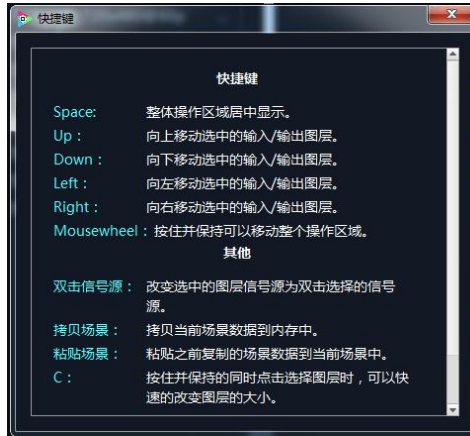 快捷键
快捷键
Space: 整体操作区域居中显示。
Up： 向上移动选中的输入/输出图层。
Down： 向下移动选中的输入/输出图层。
Left： 向左移动选中的输入/输出图层。
Right： 向右移动选中的输入/输出图层。
Mousewheel：按住并保持可以移动整个操作区域。
其他
双击信号源： 改变选中的图层信号源为双击选择的信号
源。
拷贝场景： 拷贝当前场景数据到内存中。
粘贴场景： 粘贴之前复制的场景数据到当前场景中。
C： 按住并保持的同时点击选择图层时，可以快
速的改变图层的大小。